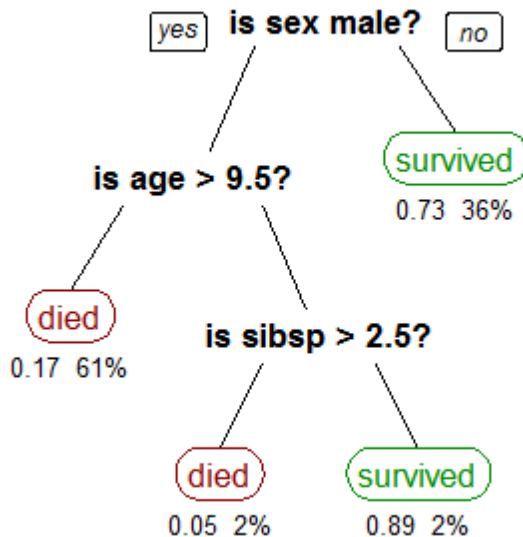 yes is sex male? no
survived
0.73 36%
is age > 9.5?
died
0.17 61%
is sibsp > 2.5?
died survived
0.05 2% 0.89 2%